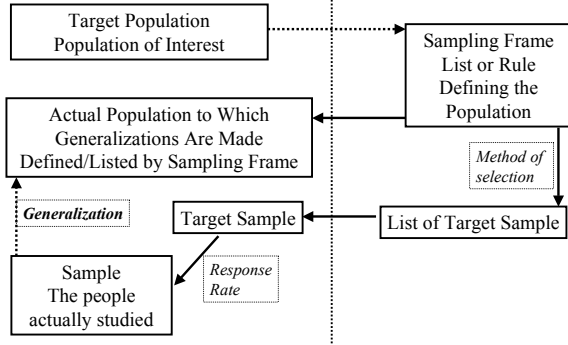 Target Population
Population of Interest
Sampling Frame
List or Rule
Defining the
Population
Actual Population to Which
Generalizations Are Made
Defined/Listed by Sampling Frame
Method of
selection
Generalization
Target Sample
List of Target Sample
Sample
The people
actually studied
Response
Rate